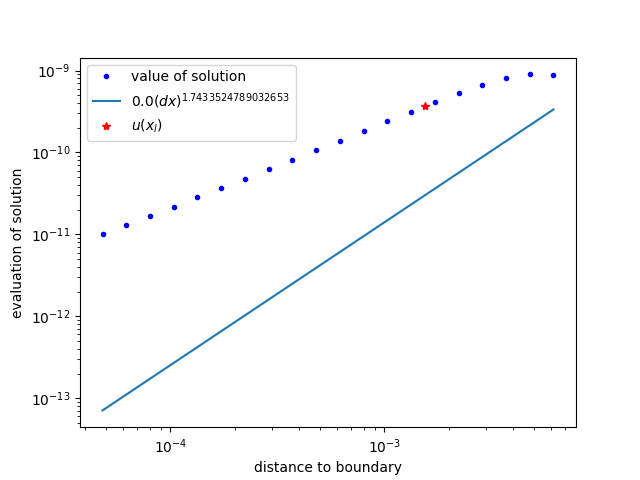 10⁻⁹
10⁻¹⁰
10⁻¹¹
10⁻¹²
10⁻¹³
evaluation of solution
value of solution
0.0(dx)^1.7433524789032653
u(x_l)
10⁻⁴
10⁻³
distance to boundary